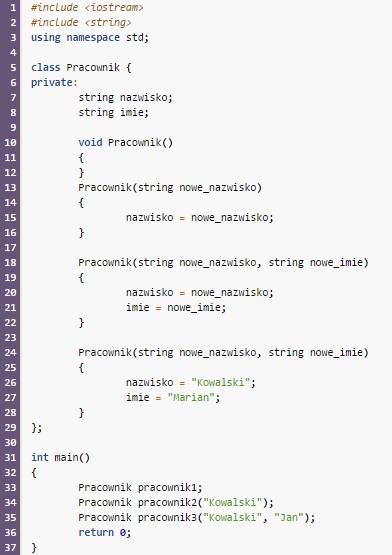 1 #include <iostream>
2 #include <string>
3 using namespace std;
4
5 class Pracownik {
6 private:
7 string nazwisko;
8 string imie;
9
10 void Pracownik()
11 {
12 }
13 Pracownik(string nowe_nazwisko)
14 {
15 nazwisko = nowe_nazwisko;
16 }
17
18 Pracownik(string nowe_nazwisko, string nowe_imie)
19 {
20 nazwisko = nowe_nazwisko;
21 imie = nowe_imie;
22 }
23
24 Pracownik(string nowe_nazwisko, string nowe_imie)
25 {
26 nazwisko = "Kowalski";
27 imie = "Marian";
28 }
29 };
30
31 int main()
32 {
33 Pracownik pracownik1;
34 Pracownik pracownik2("Kowalski");
35 Pracownik pracownik3("Kowalski", "Jan");
36 return 0;
37 }